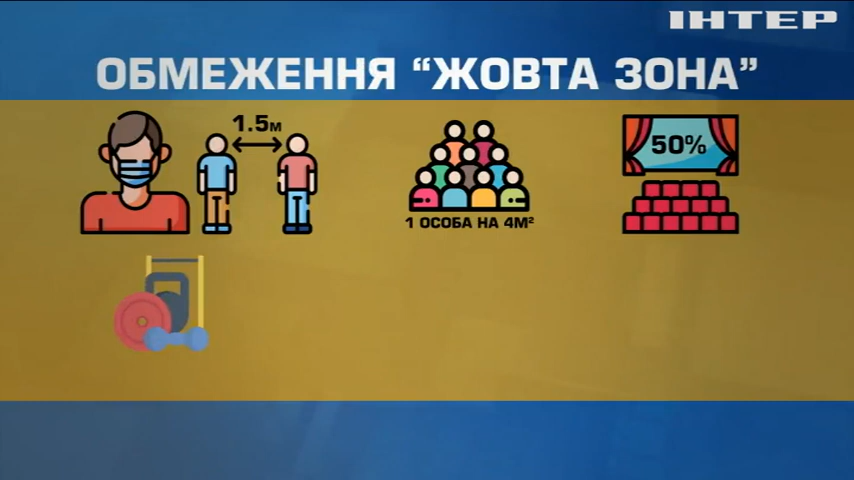 ІНТЕР
ОБМЕЖЕННЯ “ЖОВТА ЗОНА”
1.5м
50%
1 ОСОБА НА 4М²